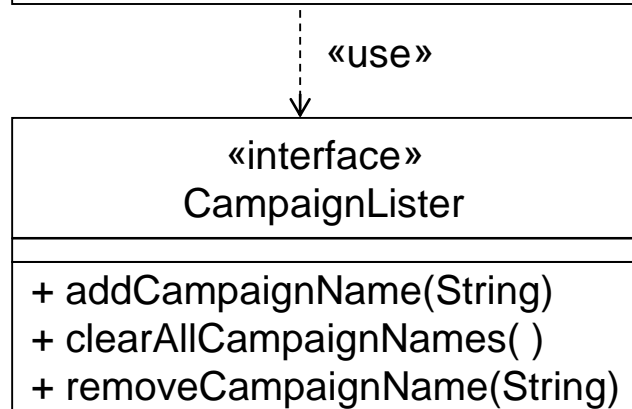 «use»
«interface»
CampaignLister
+ addCampaignName(String)
+ clearAllCampaignNames( )
+ removeCampaignName(String)